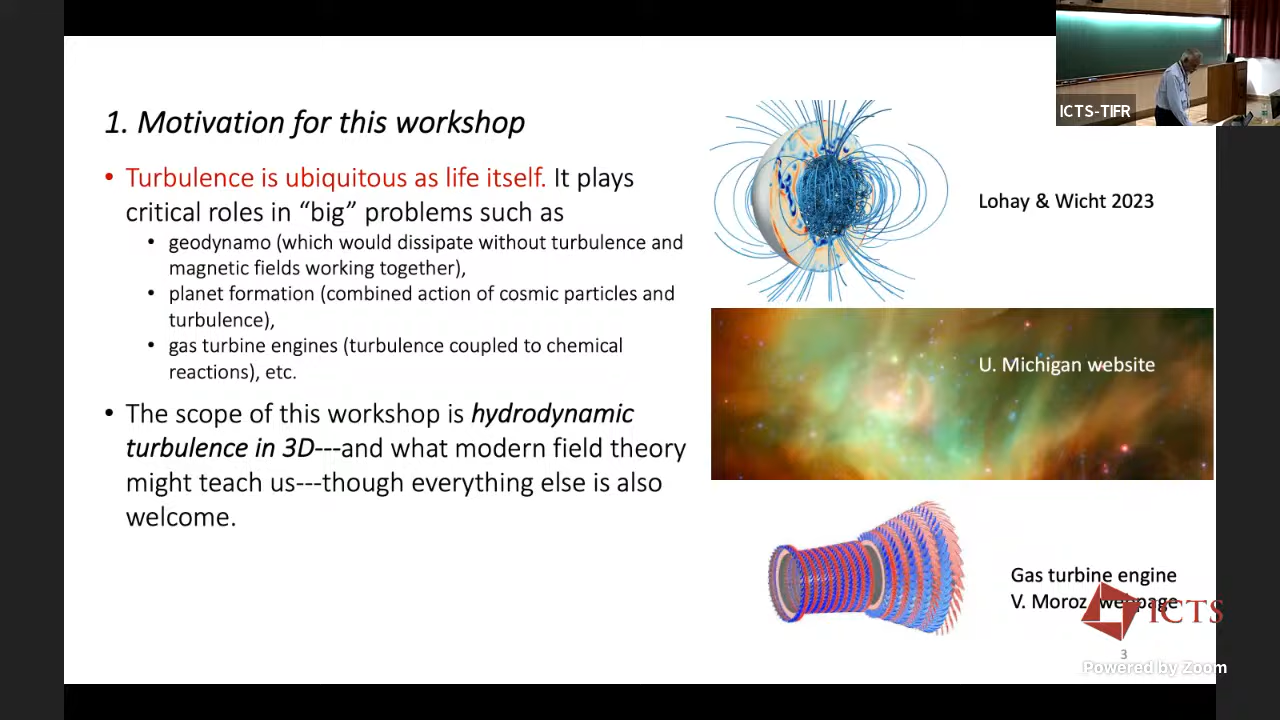 ICTS-TIFR
1. Motivation for this workshop
• Turbulence is ubiquitous as life itself. It plays
critical roles in “big” problems such as
• geodynamo (which would dissipate without turbulence and
magnetic fields working together),
• planet formation (combined action of cosmic particles and
turbulence),
• gas turbine engines (turbulence coupled to chemical
reactions), etc.
• The scope of this workshop is hydrodynamic
turbulence in 3D---and what modern field theory
might teach us---though everything else is also
welcome.
Lohay & Wicht 2023
U. Michigan website
Gas turbine engine
V. Moroz webpage
ICTS
3
Powered by Zoom